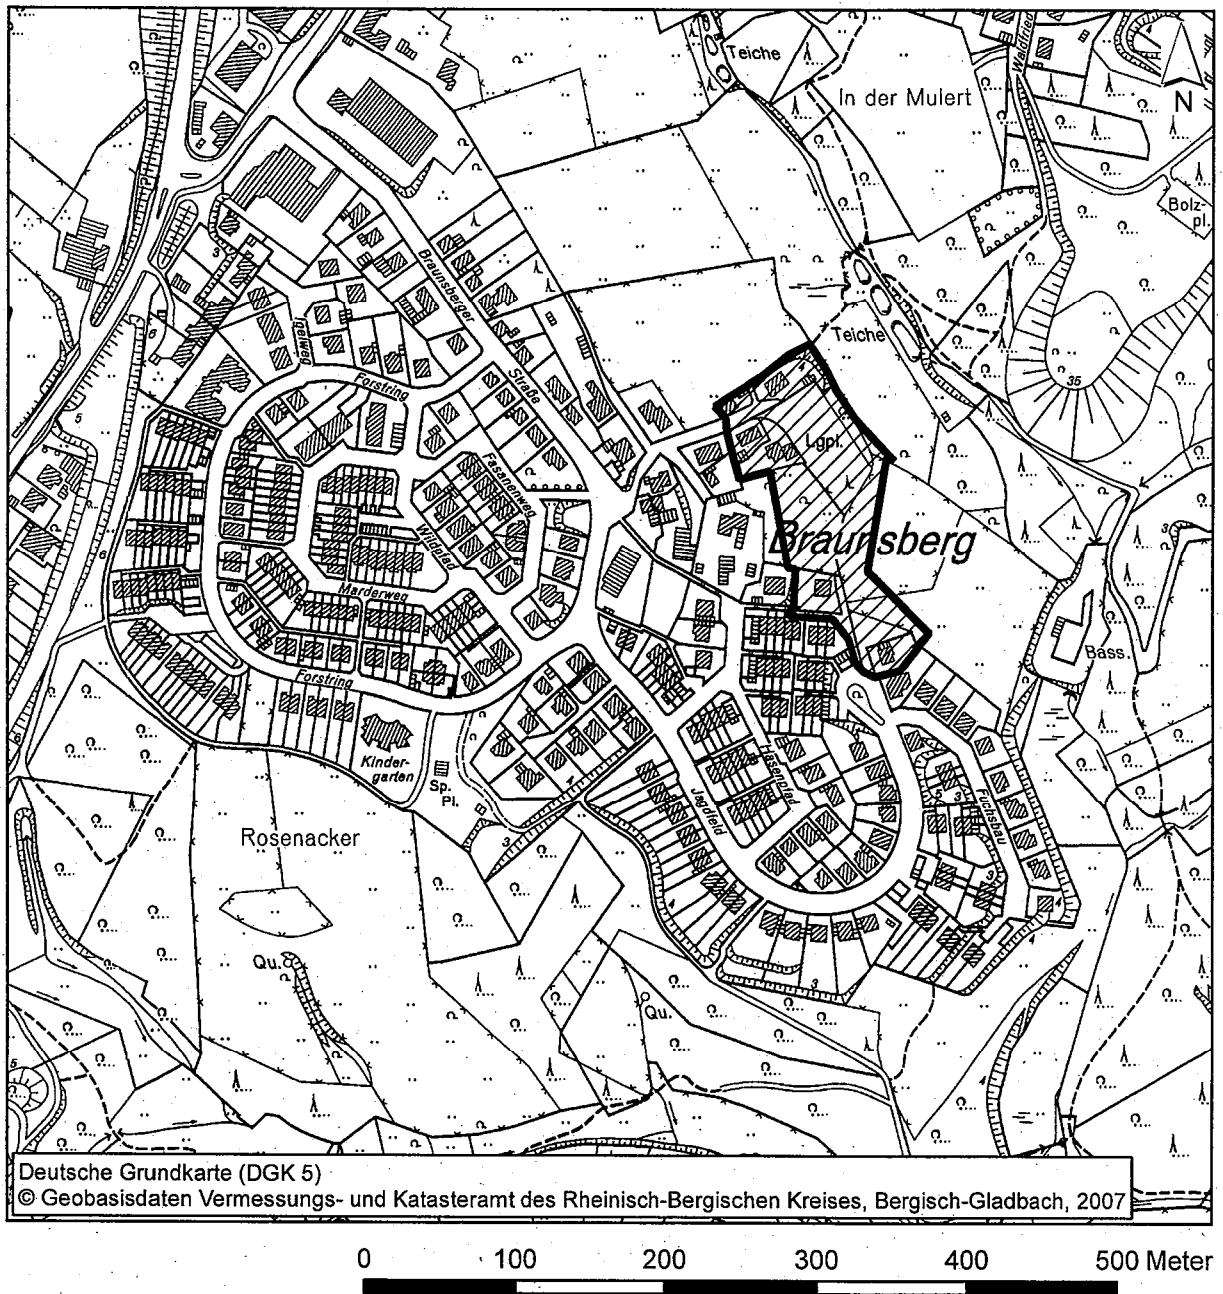 Teiche
In der Mulert
Waldfried
N
Bolz-
pl.
Braunsberger
Straße
Igelweg
Forstring
Teiche
35
Lgpl.
Fasanenweg
Wildpfad
Braunsberg
Marderweg
Forstring
Bass.
Kinder-
garten
Sp.
Pl.
Hasenpfad
Jagdfeld
Fuchsbau
Rosenacker
Qu.
Qu.
Deutsche Grundkarte (DGK 5)
© Geobasisdaten Vermessungs- und Katasteramt des Rheinisch-Bergischen Kreises, Bergisch-Gladbach, 2007
0 100 200 300 400 500 Meter